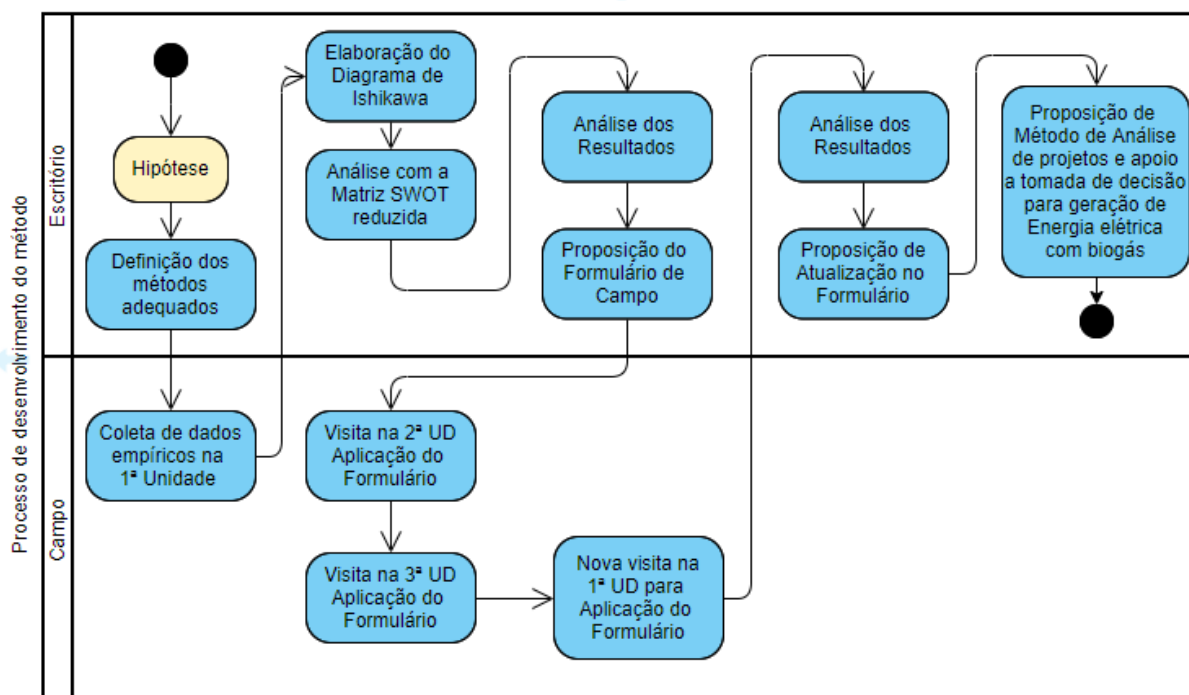 Processo de desenvolvimento do método
Escritório
Hipótese
Definição dos
métodos
adequados
Elaboração do
Diagrama de
Ishikawa
Análise com a
Matriz SWOT
reduzida
Análise dos
Resultados
Proposição do
Formulário de
Campo
Análise dos
Resultados
Proposição de
Atualização no
Formulário
Proposição de
Método de Análise
de projetos e apoio
a tomada de decisão
para geração de
Energia elétrica
com biogás
Campo
Coleta de dados
empíricos na
1ª Unidade
Visita na 2ª UD
Aplicação do
Formulário
Visita na 3ª UD
Aplicação do
Formulário
Nova visita na
1ª UD para
Aplicação do
Formulário